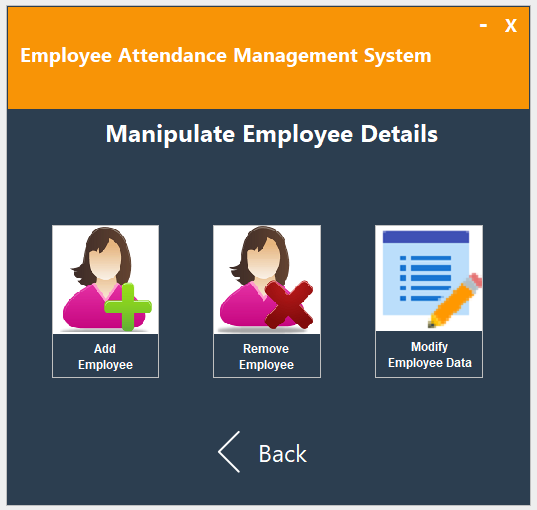 - X
Employee Attendance Management System
Manipulate Employee Details
Add
Employee
Remove
Employee
Modify
Employee Data
Back